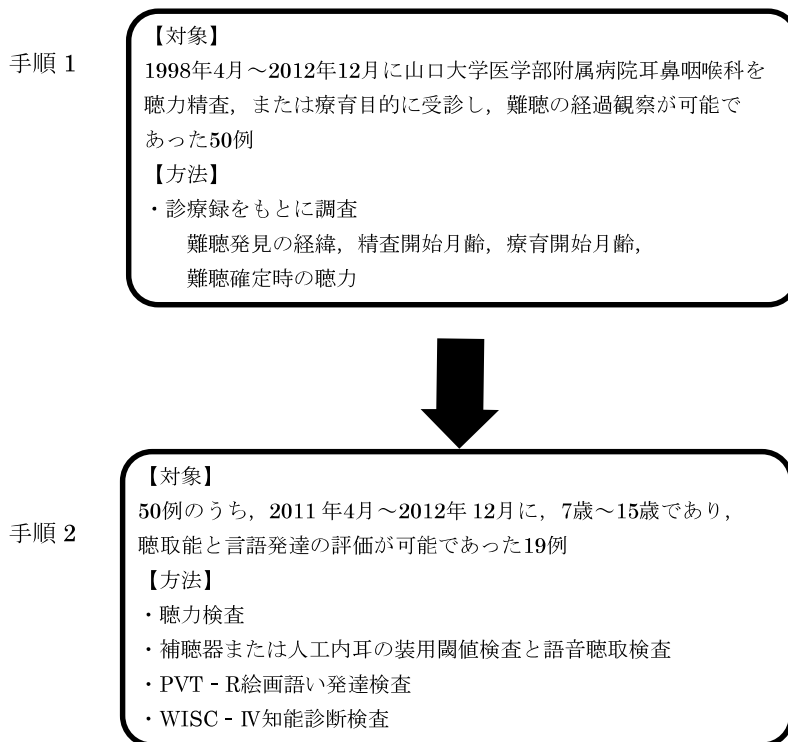 手順 1
【対象】
1998年4月～2012年12月に山口大学医学部附属病院耳鼻咽喉科を
聴力精査，または療育目的に受診し，難聴の経過観察が可能で
あった50例
【方法】
・診療録をもとに調査
難聴発見の経緯，精査開始月齢，療育開始月齢，
難聴確定時の聴力
手順 2
【対象】
50例のうち，2011年4月～2012年12月に，7歳～15歳であり，
聴取能と言語発達の評価が可能であった19例
【方法】
・聴力検査
・補聴器または人工内耳の装用閾値検査と語音聴取検査
・PVT‐R絵画語い発達検査
・WISC‐Ⅳ知能診断検査